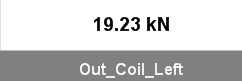 19.23 kN
Out_Coil_Left